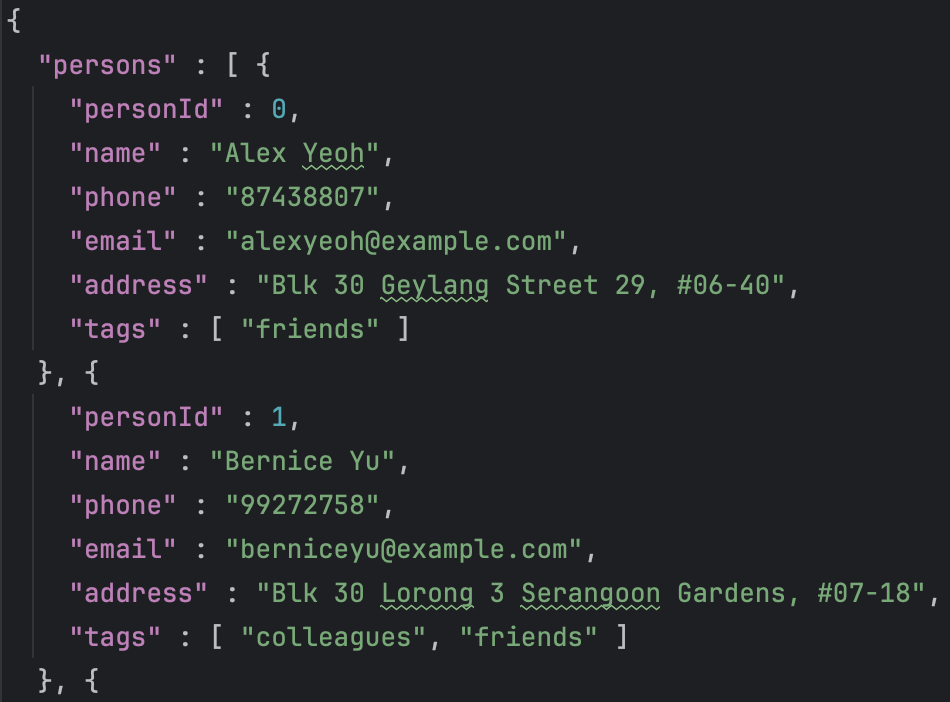 {
"persons" : [ {
"personId" : 0,
"name" : "Alex Yeoh",
"phone" : "87438807",
"email" : "alexyeoh@example.com",
"address" : "Blk 30 Geylang Street 29, #06-40",
"tags" : [ "friends" ]
}, {
"personId" : 1,
"name" : "Bernice Yu",
"phone" : "99272758",
"email" : "berniceyu@example.com",
"address" : "Blk 30 Lorong 3 Serangoon Gardens, #07-18",
"tags" : [ "colleagues", "friends" ]
}, {